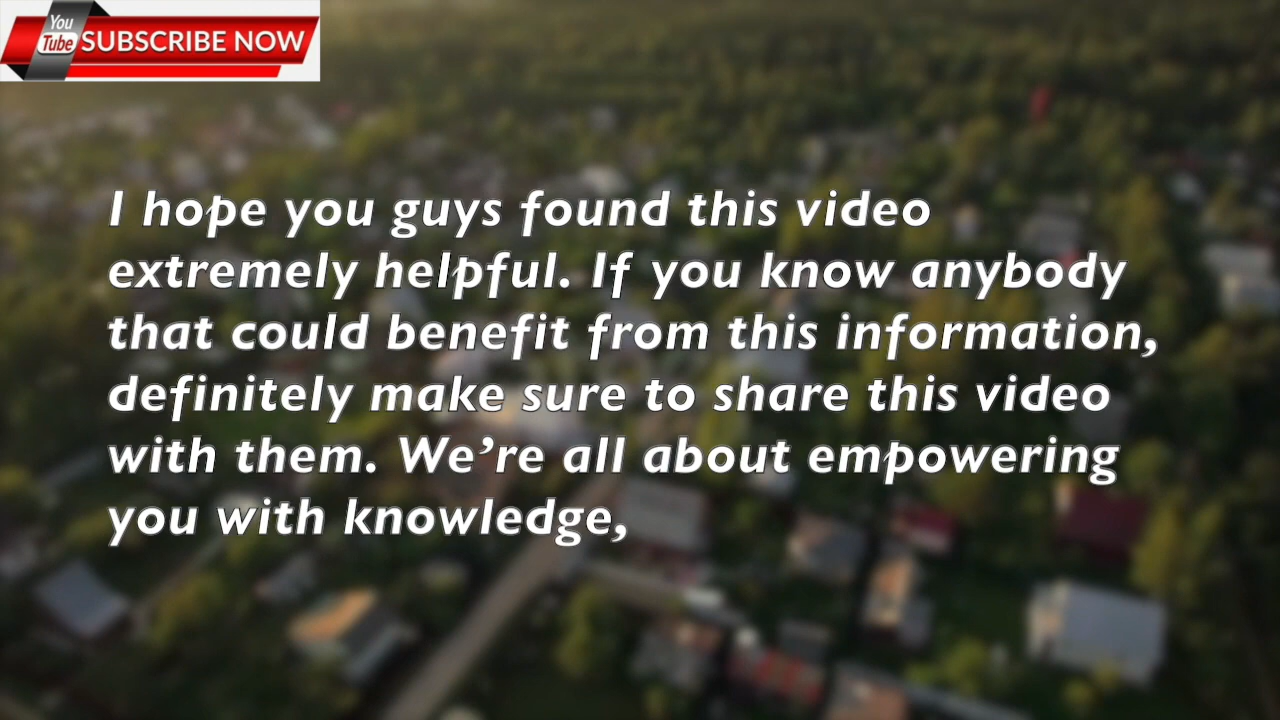 You
Tube SUBSCRIBE NOW
I hope you guys found this video
extremely helpful. If you know anybody
that could benefit from this information,
definitely make sure to share this video
with them. We’re all about empowering
you with knowledge,